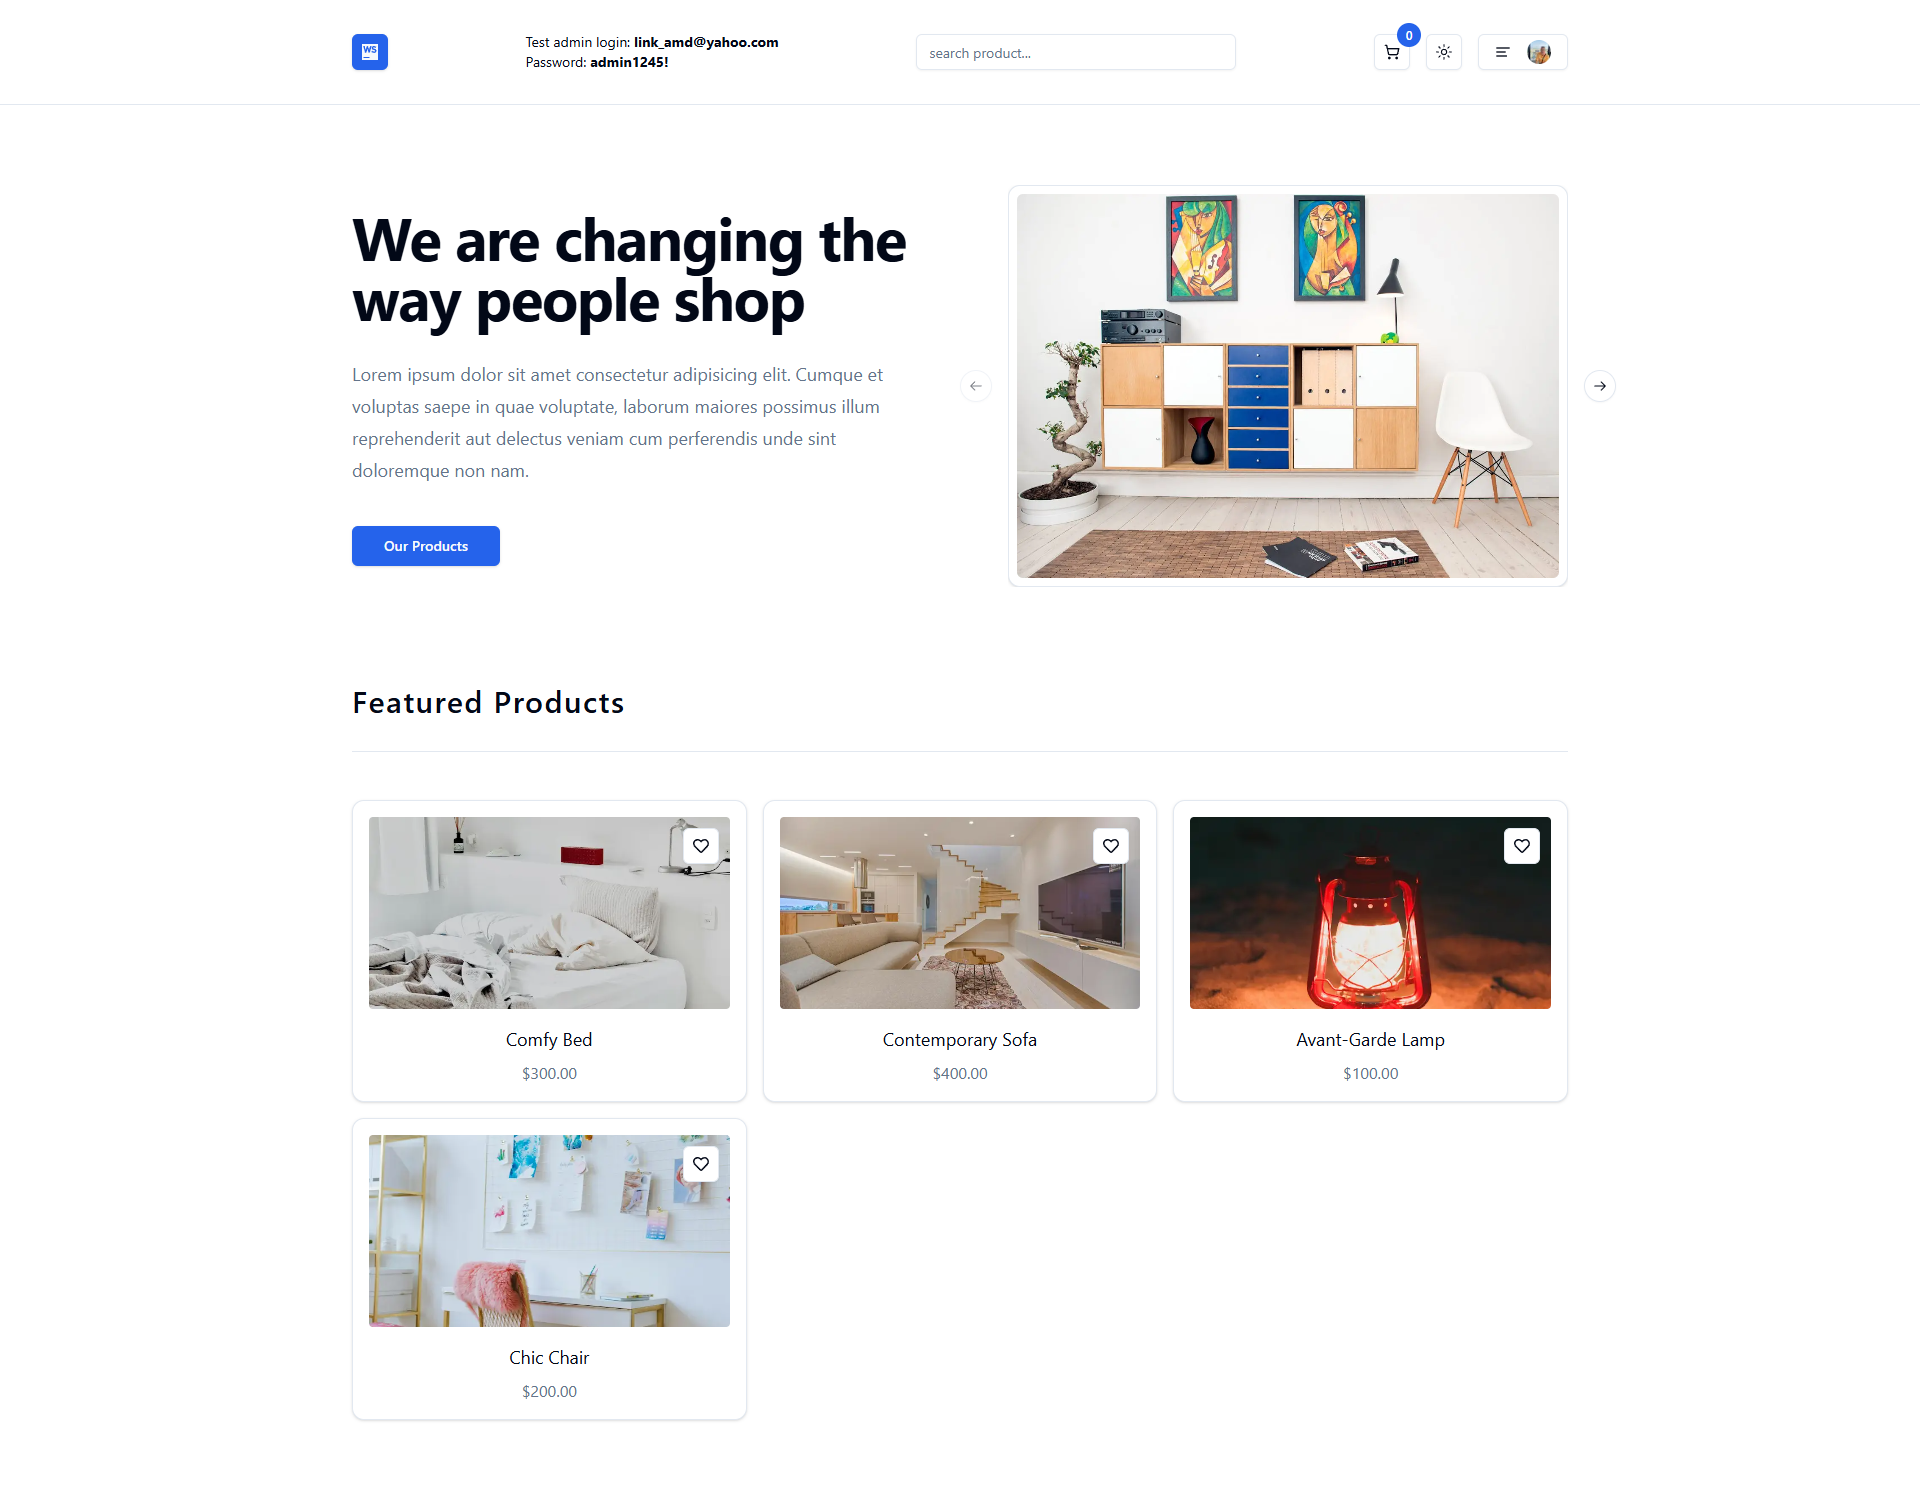 WS
Test admin login: link_amd@yahoo.com
Password: admin1245!
search product...
0
We are changing the
way people shop
Lorem ipsum dolor sit amet consectetur adipisicing elit. Cumque et
voluptas saepe in quae voluptate, laborum maiores possimus illum
reprehenderit aut delectus veniam cum perferendis unde sint
doloremque non nam.
Our Products
Featured Products
Comfy Bed
$300.00
Contemporary Sofa
$400.00
Avant-Garde Lamp
$100.00
Chic Chair
$200.00